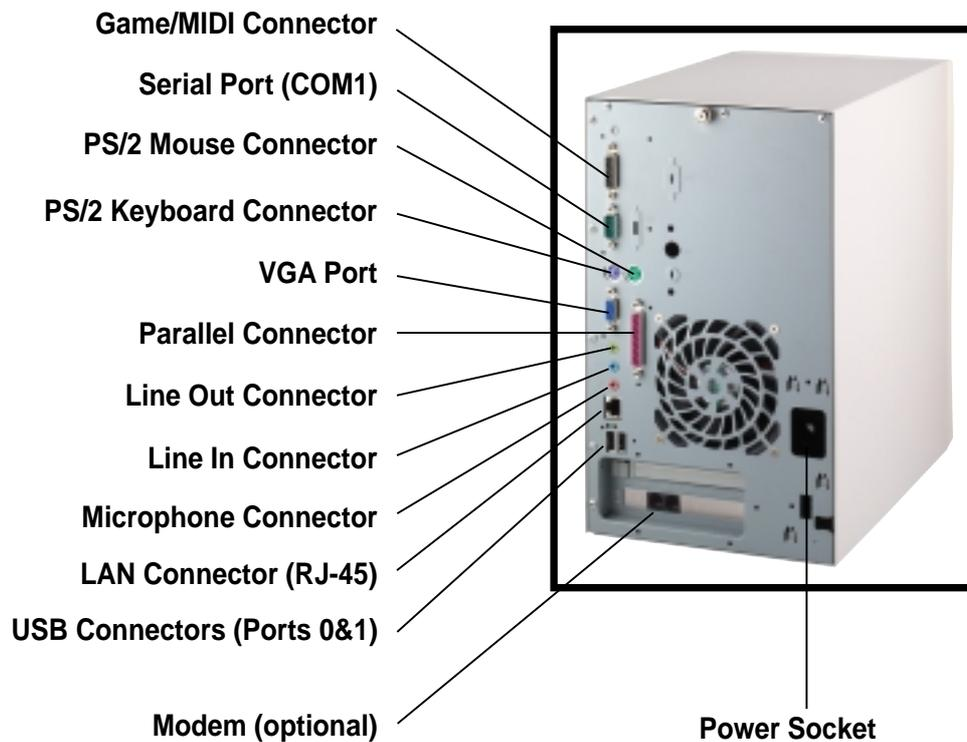 Game/MIDI Connector
Serial Port (COM1)
PS/2 Mouse Connector
PS/2 Keyboard Connector
VGA Port
Parallel Connector
Line Out Connector
Line In Connector
Microphone Connector
LAN Connector (RJ-45)
USB Connectors (Ports 0&1)
Modem (optional)
Power Socket